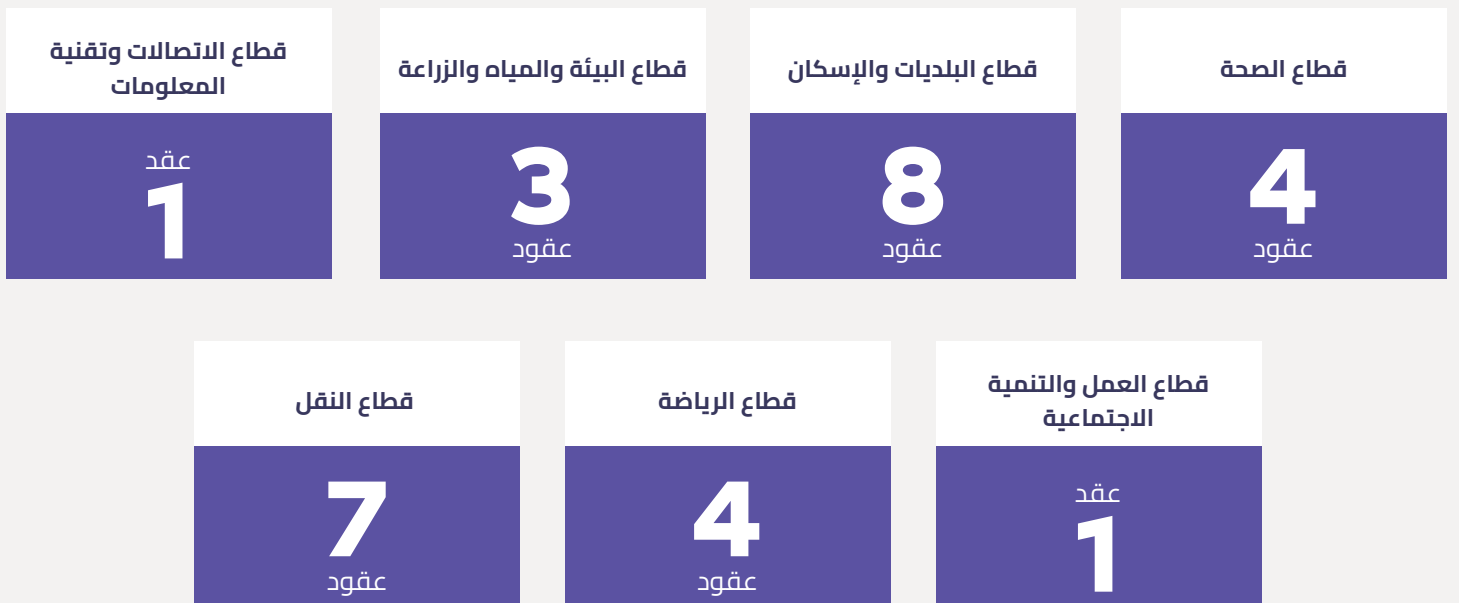 قطاع الصحة
4
عقود
قطاع البلديات والإسكان
8
عقود
قطاع البيئة والمياه والزراعة
3
عقود
قطاع الاتصالات وتقنية
المعلومات
عقد
1
قطاع العمل والتنمية
الاجتماعية
عقد
1
قطاع الرياضة
4
عقود
قطاع النقل
7
عقود